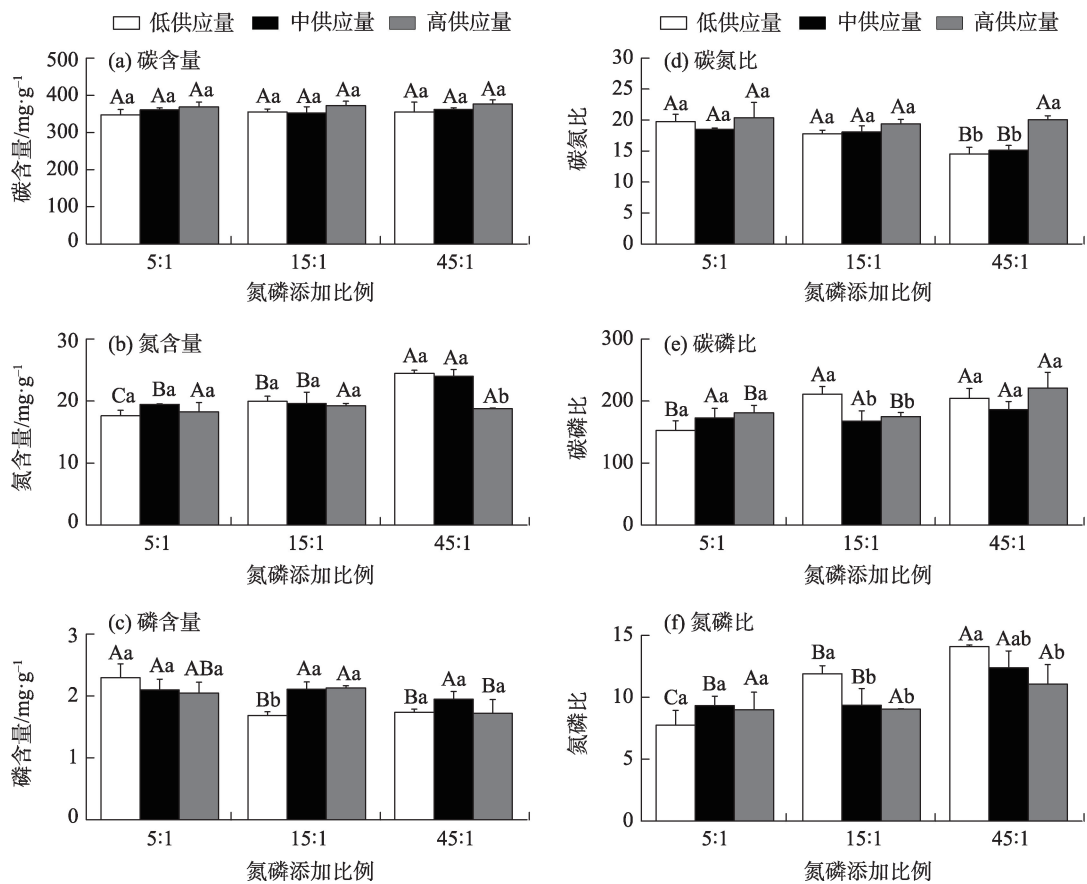 低供应量 中供应量 高供应量
(a) 碳含量
碳含量/mg·g⁻¹
500
400
300
200
100
0
Aa Aa Aa Aa Aa Aa Aa Aa Aa
5:1 15:1 45:1
氮磷添加比例
(b) 氮含量
氮含量/mg·g⁻¹
30
20
10
0
Ca Ba Aa Ba Ba Aa Aa Aa Ab
5:1 15:1 45:1
氮磷添加比例
(c) 磷含量
磷含量/mg·g⁻¹
3
2
1
0
Aa Aa ABa Bb Aa Aa Ba Aa Ba
5:1 15:1 45:1
氮磷添加比例
低供应量 中供应量 高供应量
(d) 碳氮比
碳氮比
30
25
20
15
10
5
0
Aa Aa Aa Aa Aa Aa Bb Bb Aa
5:1 15:1 45:1
氮磷添加比例
(e) 碳磷比
碳磷比
300
200
100
0
Ba Aa Ba Aa Ab Bb Aa Aa Aa
5:1 15:1 45:1
氮磷添加比例
(f) 氮磷比
氮磷比
15
10
5
0
Ca Ba Aa Ba Bb Ab Aa Aab Ab
5:1 15:1 45:1
氮磷添加比例